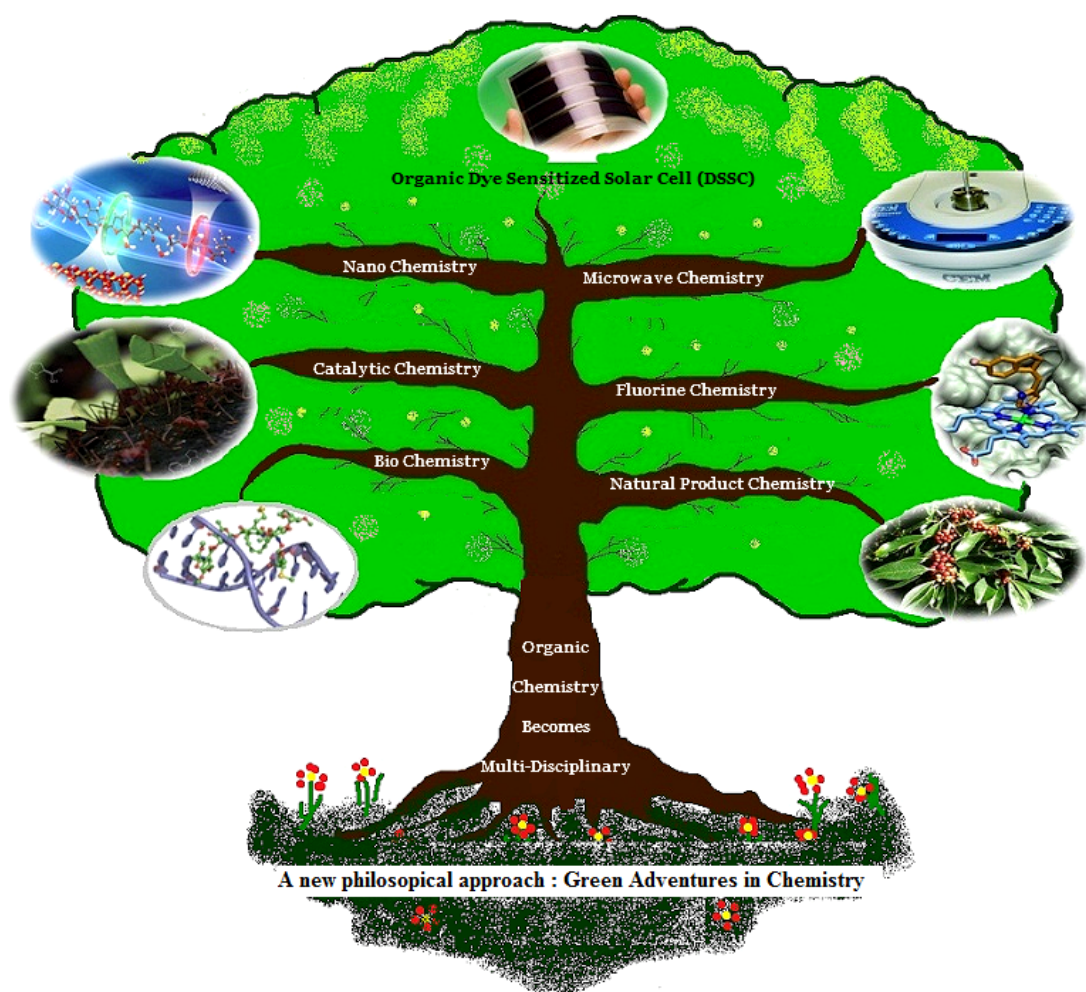 Organic Dye Sensitized Solar Cell (DSSC)
Nano Chemistry
Microwave Chemistry
CEM
Catalytic Chemistry
Fluorine Chemistry
Bio Chemistry
Natural Product Chemistry
Organic
Chemistry
Becomes
Multi-Disciplinary
A new philosopical approach : Green Adventures in Chemistry